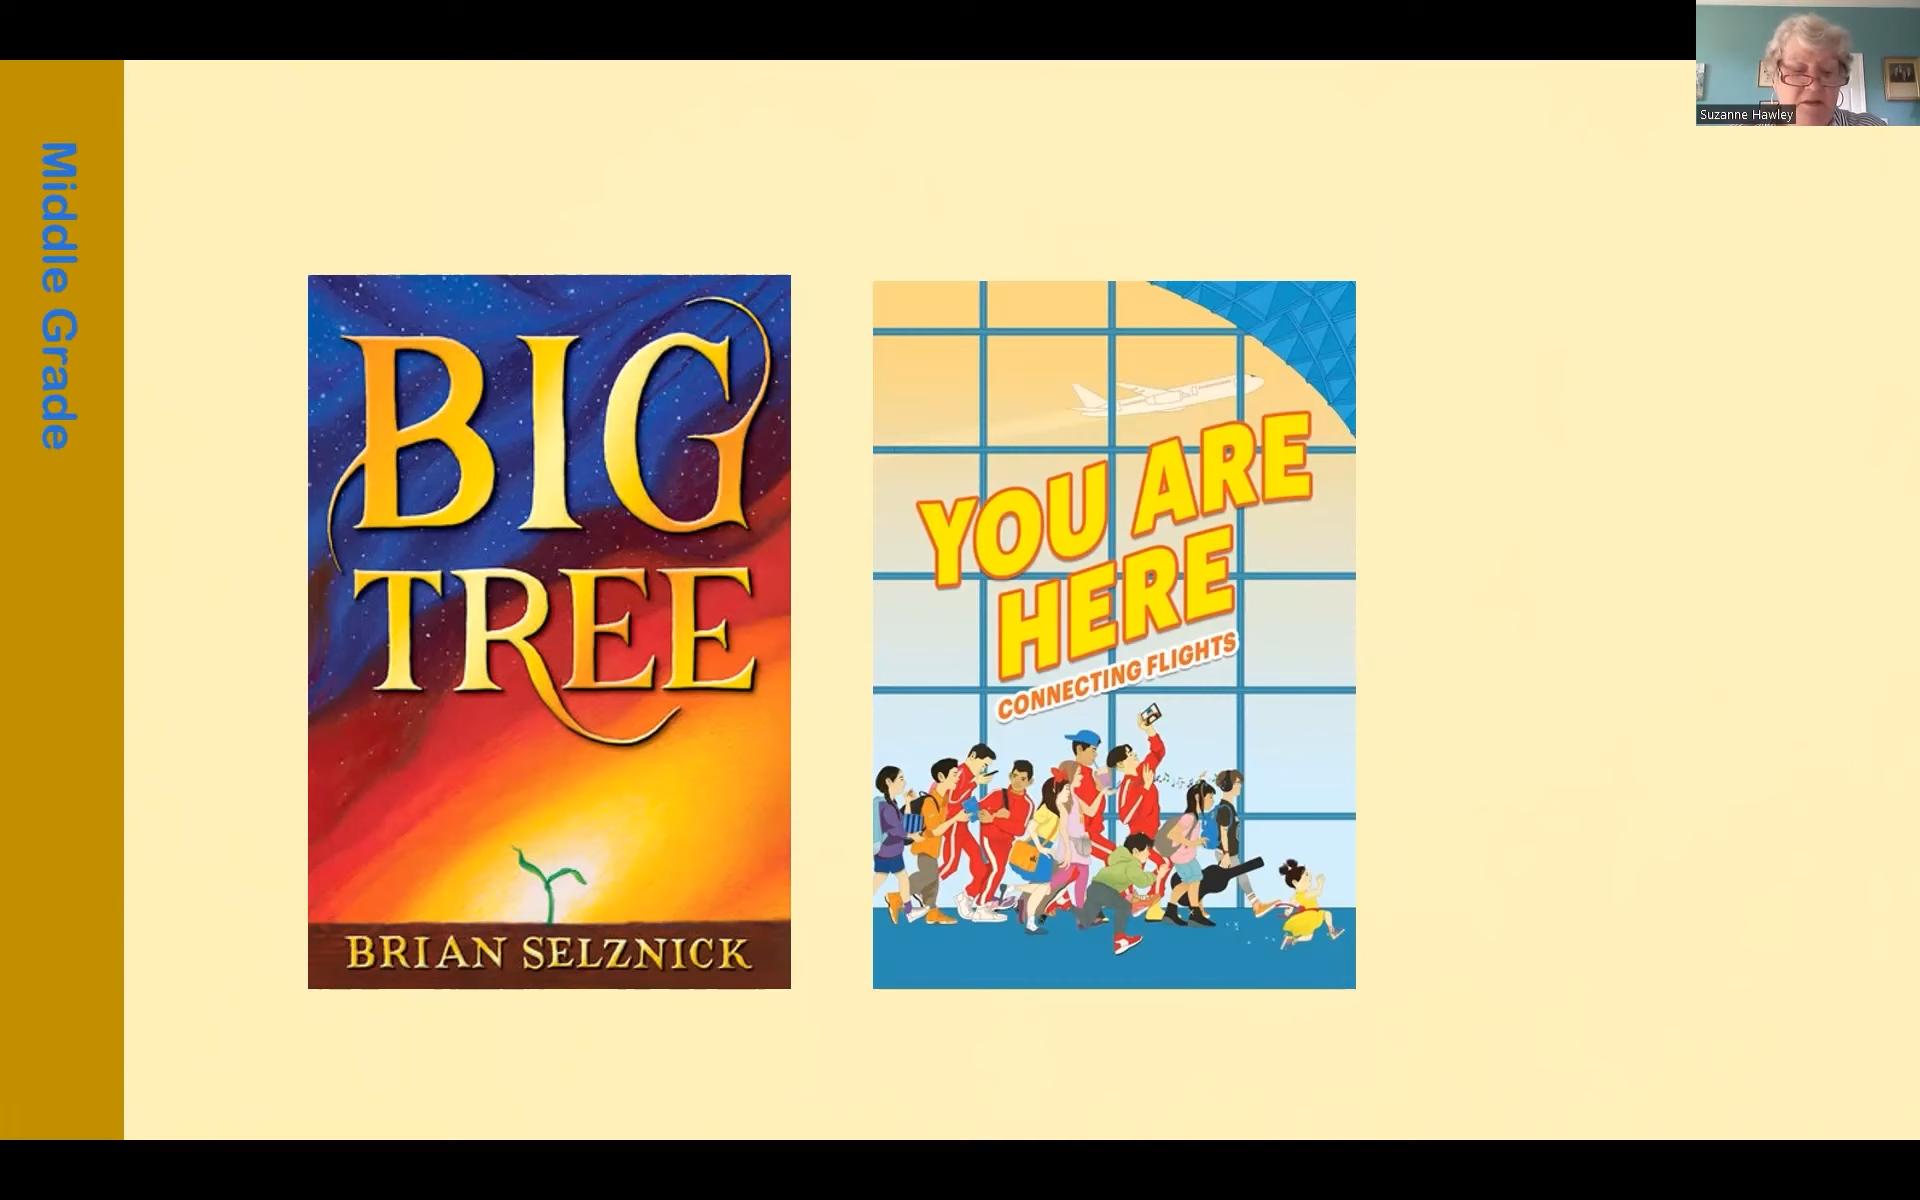 Middle Grade
BIG
TREE
BRIAN SELZNICK
YOU ARE
HERE
CONNECTING FLIGHTS
Suzanne Hawley